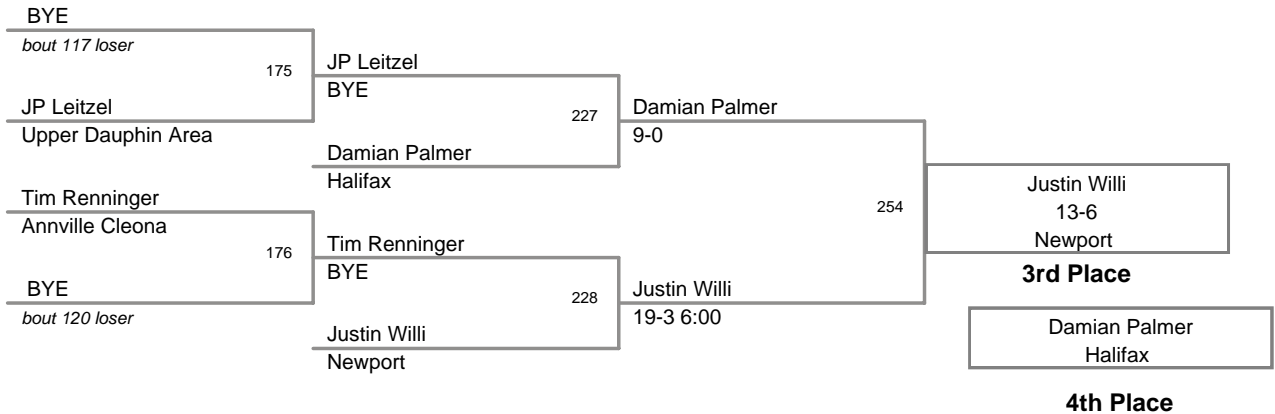 BYE
bout 117 loser
175
JP Leitzel
Upper Dauphin Area
JP Leitzel
BYE
227
Damian Palmer
Halifax
Tim Renninger
Annville Cleona
176
BYE
bout 120 loser
Tim Renninger
BYE
228
Justin Willi
Newport
Damian Palmer
9-0
254
Justin Willi
19-3 6:00
Justin Willi
13-6
Newport
3rd Place
Damian Palmer
Halifax
4th Place